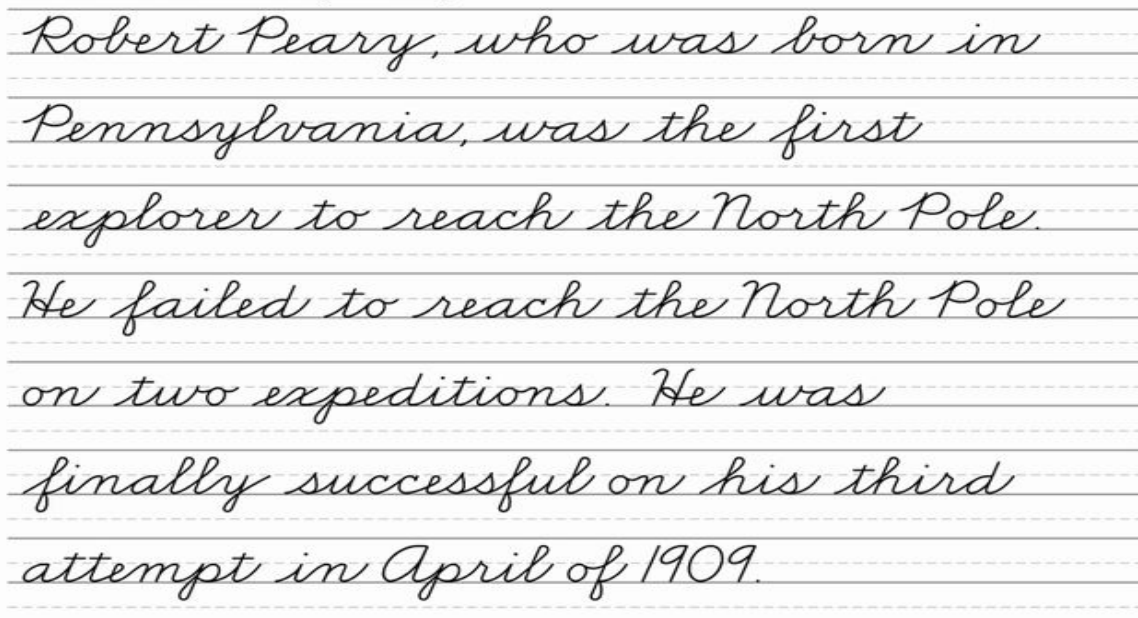 Robert Peary, who was born in
Pennsylvania, was the first
explorer to reach the North Pole.
He failed to reach the North Pole
on two expeditions. He was
finally successful on his third
attempt in April of 1909.